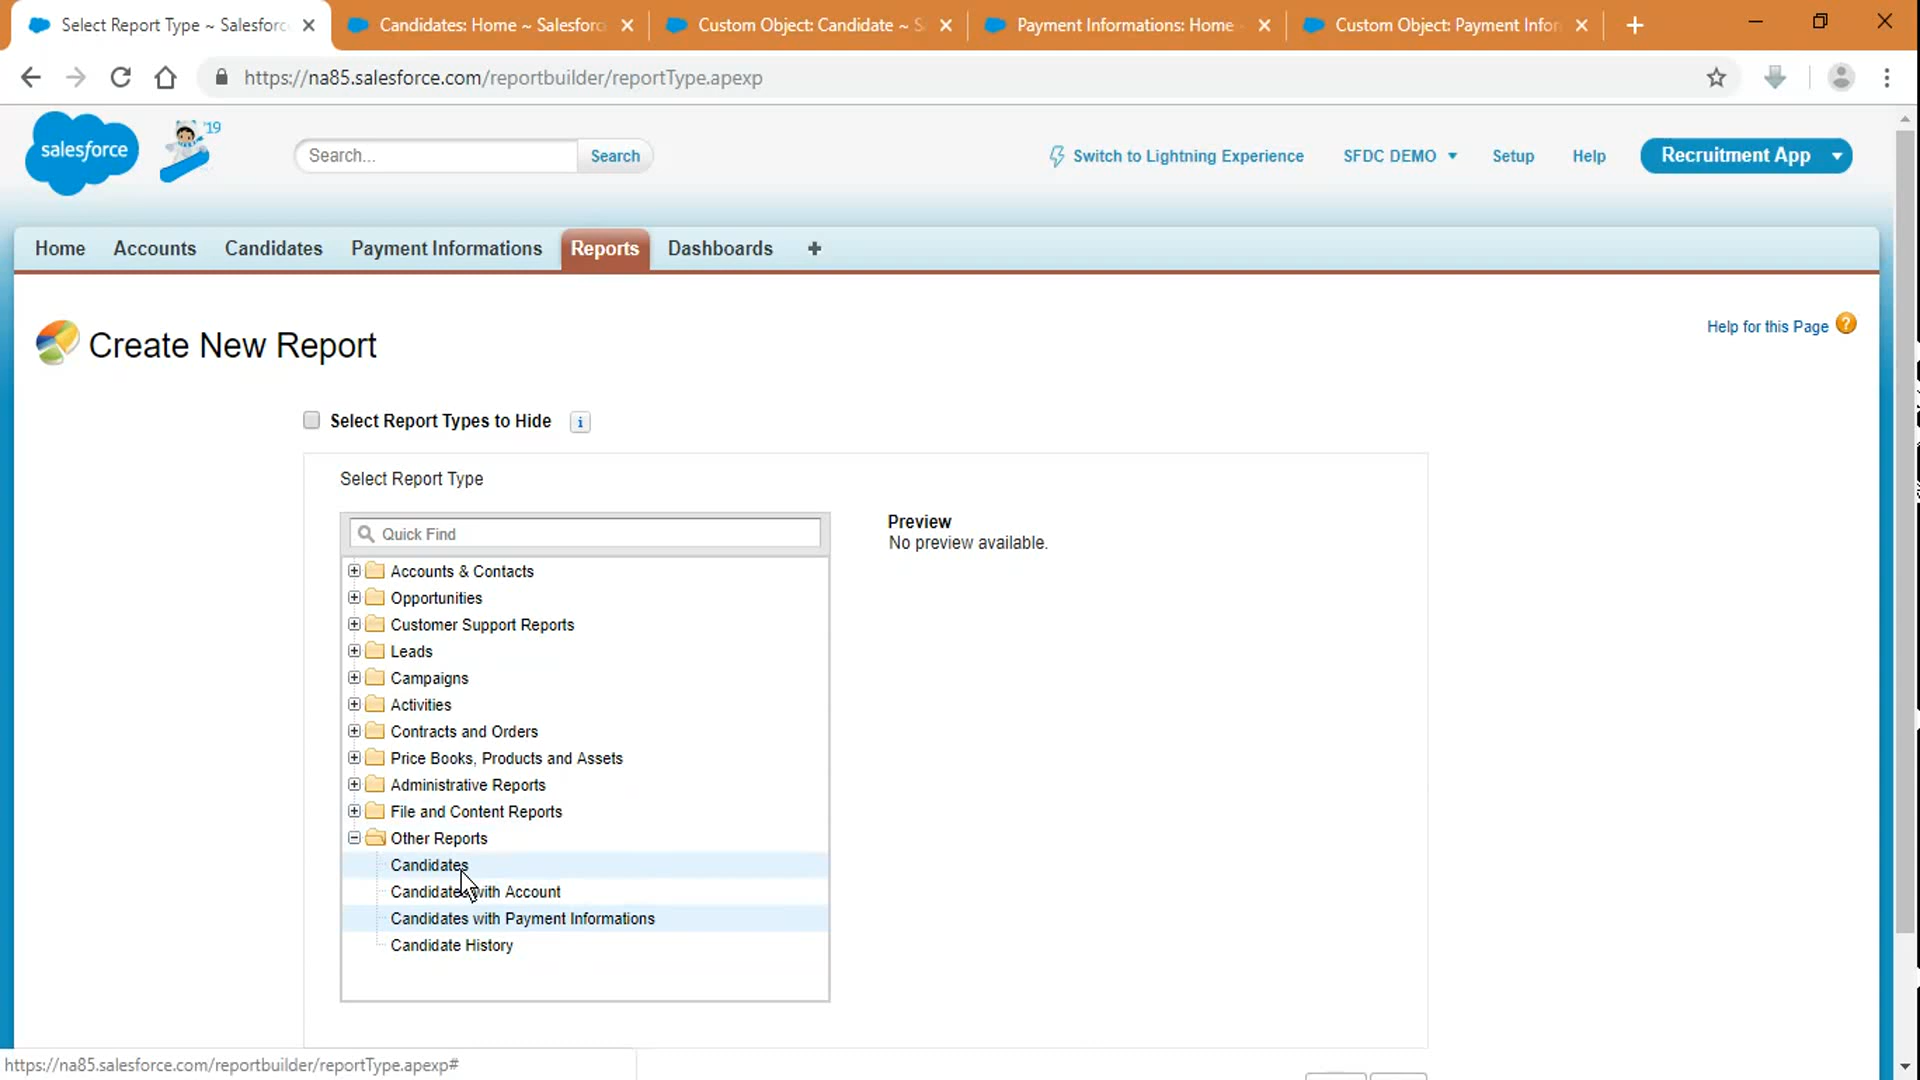 Select Report Type ~ Salesforc
Candidates: Home ~ Salesforc
Custom Object: Candidate ~ S
Payment Informations: Home
Custom Object: Payment Infor
https://na85.salesforce.com/reportbuilder/reportType.apexp
salesforce
'19
Search...
Search
Switch to Lightning Experience
SFDC DEMO
Setup
Help
Recruitment App
Home
Accounts
Candidates
Payment Informations
Reports
Dashboards
Create New Report
Help for this Page
Select Report Types to Hide
Select Report Type
Quick Find
Preview
No preview available.
Accounts & Contacts
Opportunities
Customer Support Reports
Leads
Campaigns
Activities
Contracts and Orders
Price Books, Products and Assets
Administrative Reports
File and Content Reports
Other Reports
Candidates
Candidates with Account
Candidates with Payment Informations
Candidate History
https://na85.salesforce.com/reportbuilder/reportType.apexp#